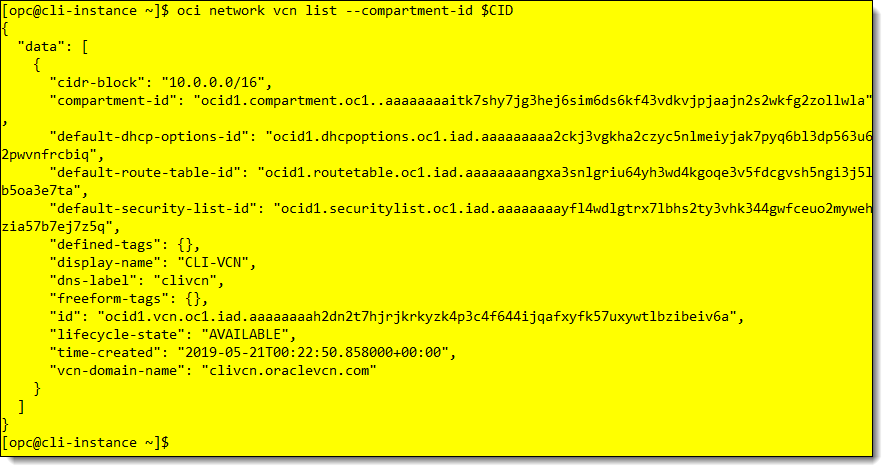 [opc@cli-instance ~]$ oci network vcn list --compartment-id $CID
{
  "data": [
    {
      "cidr-block": "10.0.0.0/16",
      "compartment-id": "ocid1.compartment.oc1..aaaaaaaaitk7shy7jg3hej6sim6ds6kf43vdkvjpjaajn2s2wkfg2zollwla"
,
      "default-dhcp-options-id": "ocid1.dhcpoptions.oc1.iad.aaaaaaaaa2ckj3vgkha2czyc5nlmeiyjak7pyq6bl3dp563u6
2pwvnfrcbiq",
      "default-route-table-id": "ocid1.routetable.oc1.iad.aaaaaaaangxa3snlgriu64yh3wd4kgoqe3v5fdcgvsh5ngi3j5l
b5oa3e7ta",
      "default-security-list-id": "ocid1.securitylist.oc1.iad.aaaaaaaayfl4wdlgtrx7lbhs2ty3vhk344gwfceuo2myweh
zia57b7ej7z5q",
      "defined-tags": {},
      "display-name": "CLI-VCN",
      "dns-label": "clivcn",
      "freeform-tags": {},
      "id": "ocid1.vcn.oc1.iad.aaaaaaaah2dn2t7hjrjkrkyzk4p3c4f644ijqafxyfk57uxywtlbzibeiv6a",
      "lifecycle-state": "AVAILABLE",
      "time-created": "2019-05-21T00:22:50.858000+00:00",
      "vcn-domain-name": "clivcn.oraclevcn.com"
    }
  ]
}
[opc@cli-instance ~]$